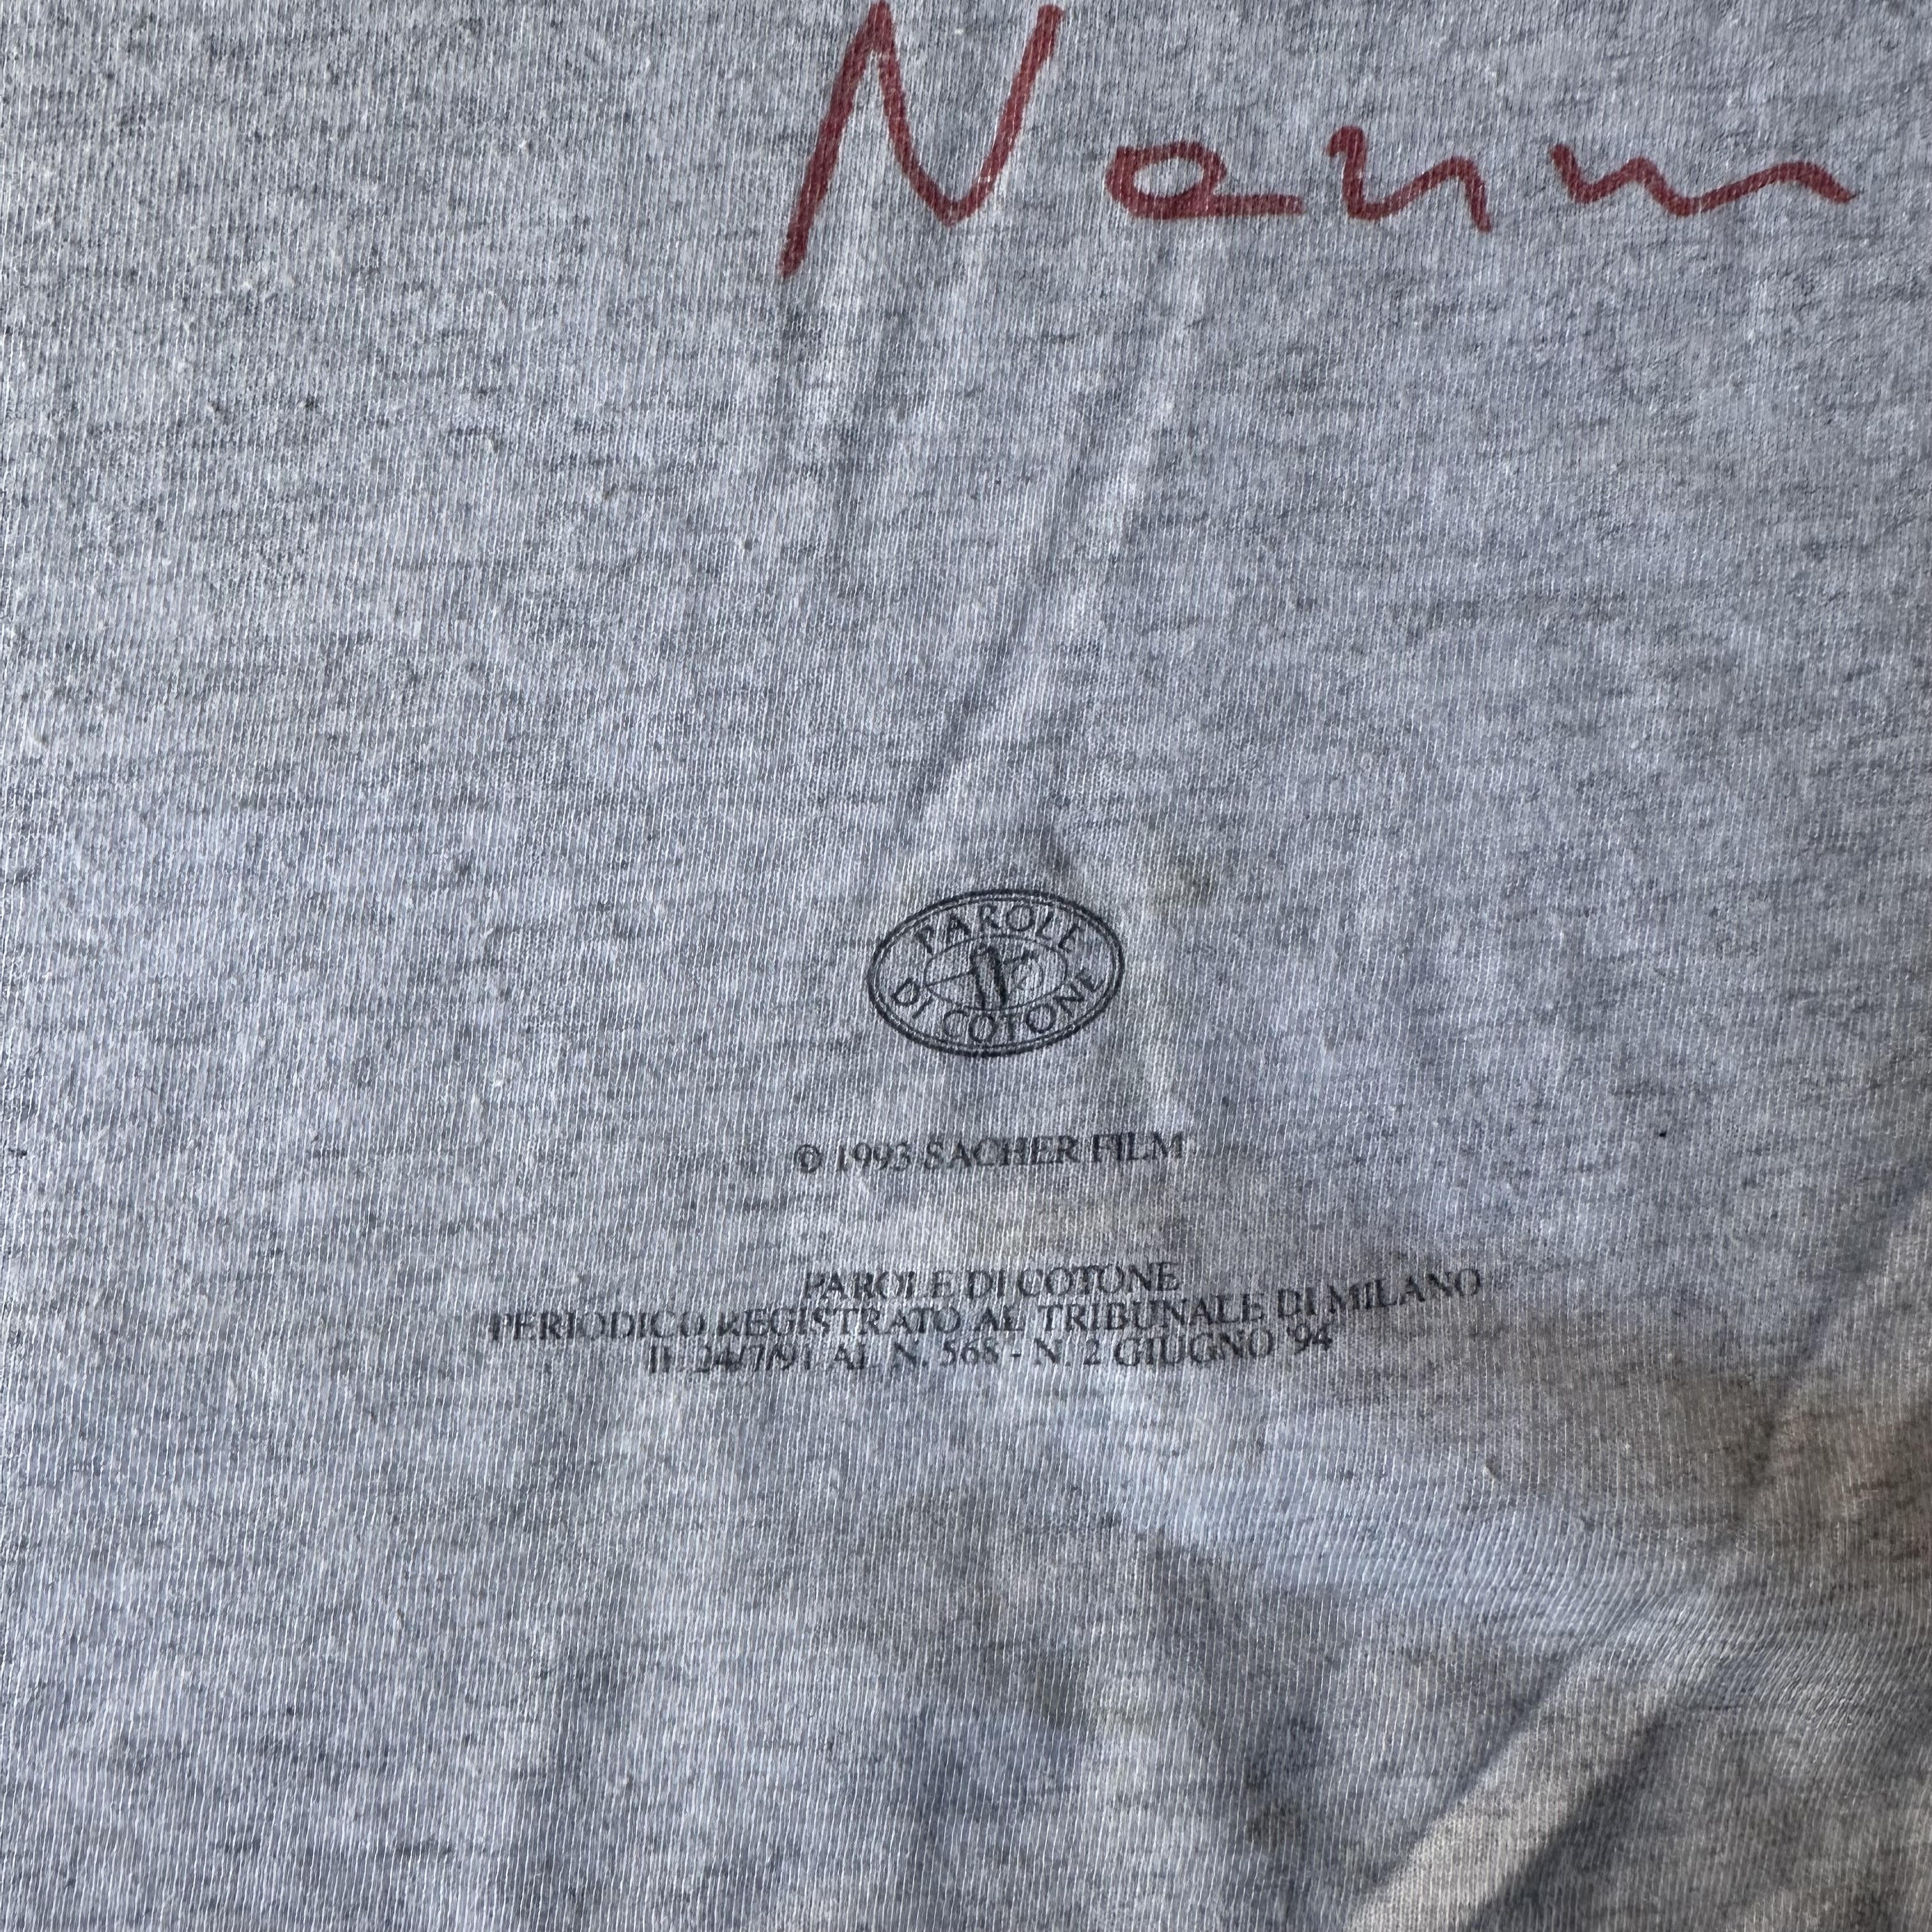 Nanni
PAROLE
DI COTONE
© 1993 SACHER FILM
PAROLE DI COTONE
PERIODICO REGISTRATO AL TRIBUNALE DI MILANO
IL 24/7/91 AL N. 568 - N. 2 GIUGNO '94